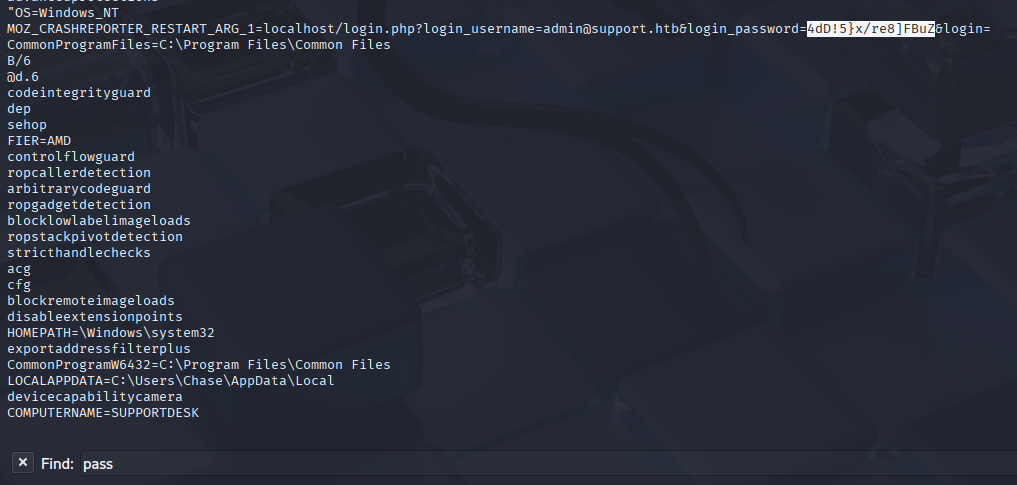 "OS=Windows_NT
MOZ_CRASHREPORTER_RESTART_ARG_1=localhost/login.php?login_username=admin@support.htb&login_password=4dD!5}x/re8]FBuZ&login=
CommonProgramFiles=C:\Program Files\Common Files
B/6
@d.6
codeintegrityguard
dep
sehop
FIER=AMD
controlflowguard
ropcallerdetection
arbitrarycodeguard
ropgadgetdetection
blocklowlabelimageloads
ropstackpivotdetection
stricthandlechecks
acg
cfg
blockremoteimageloads
disableextensionpoints
HOMEPATH=\Windows\system32
exportaddressfilterplus
CommonProgramW6432=C:\Program Files\Common Files
LOCALAPPDATA=C:\Users\Chase\AppData\Local
devicecapabilitycamera
COMPUTERNAME=SUPPORTDESK
Find: pass